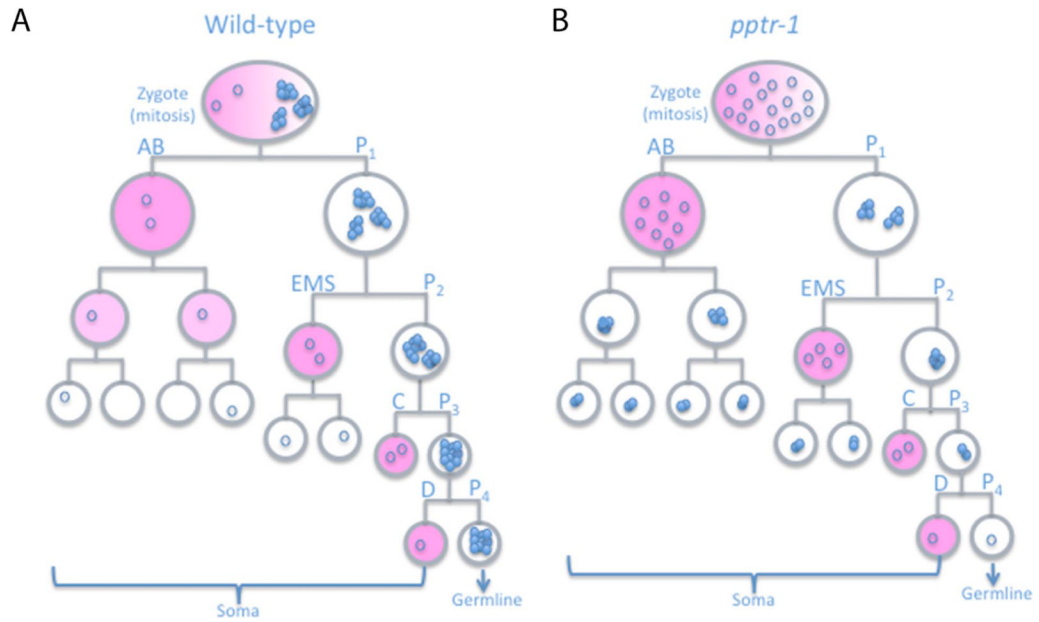 A
Wild-type
Zygote
(mitosis)
AB
P1
EMS
P2
C
P3
D
P4
Soma
Germline
B
pptr-1
Zygote
(mitosis)
AB
P1
EMS
P2
C
P3
D
P4
Soma
Germline